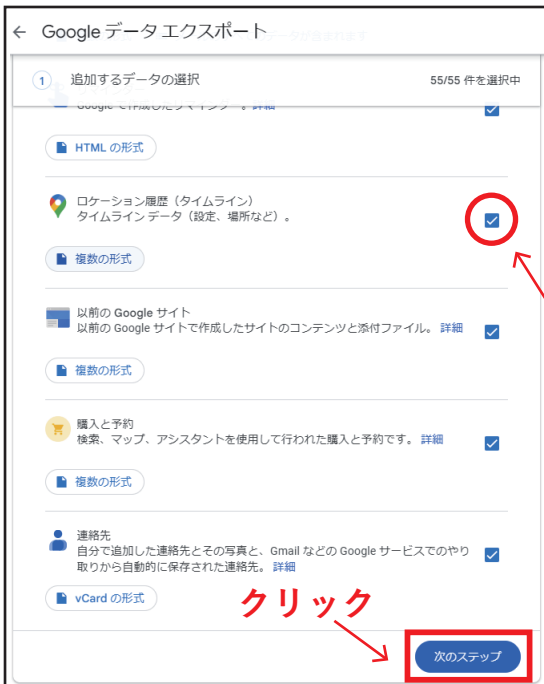 ← Google データ エクスポート
1 追加するデータの選択 55/55 件を選択中
HTML の形式
ロケーション履歴（タイムライン）
タイムライン データ（設定、場所など）。
複数の形式
以前の Google サイト
以前の Google サイトで作成したサイトのコンテンツと添付ファイル。 詳細
複数の形式
購入と予約
検索、マップ、アシスタントを使用して行われた購入と予約です。 詳細
複数の形式
連絡先
自分で追加した連絡先とその写真と、Gmail などの Google サービスでのやり
取りから自動的に保存された連絡先。 詳細
vCard の形式
クリック
次のステップ